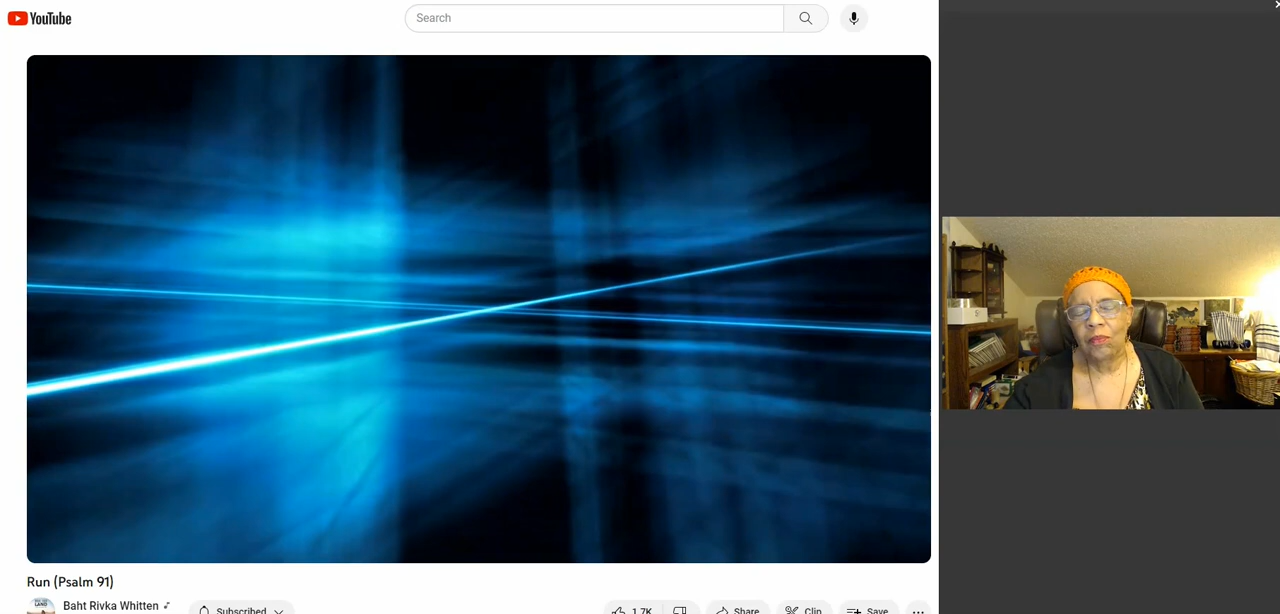 YouTube
Search
Run (Psalm 91)
Baht Rivka Whitten
Subscribed
1.7K
Share
Clip
Save